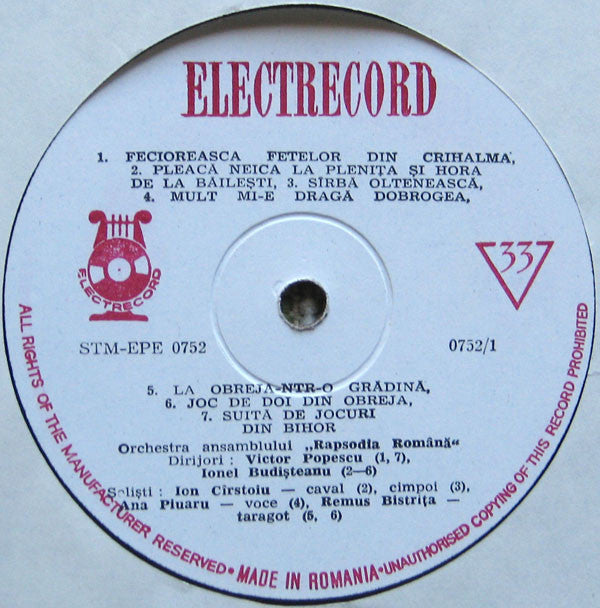 ELECTRECORD
1. FECIOREASCA FETELOR DIN CRIHALMA,
2. PLEACĂ NEICA LA PLENIȚA ȘI HORA
DE LA BĂILEȘTI, 3. SÎRBĂ OLTENEASCĂ,
4. MULT MI-E DRAGĂ DOBROGEA,
ELECTRECORD
33
STM-EPE 0752
0752/1
5. LA OBREJA-NTR-O GRĂDINĂ,
6. JOC DE DOI DIN OBREJA,
7. SUITĂ DE JOCURI
DIN BIHOR
Orchestra ansamblului „Rapsodia Română“
Dirijori : Victor Popescu (1, 7),
Ionel Budișteanu (2—6)
Soliști : Ion Cîrstoiu — caval (2), cimpoi (3),
Ana Piuaru — voce (4), Remus Bistrița —
taragot (5, 6)
ALL RIGHTS OF THE MANUFACTURER RESERVED • MADE IN ROMANIA • UNAUTHORISED COPYING OF THIS RECORD PROHIBITED